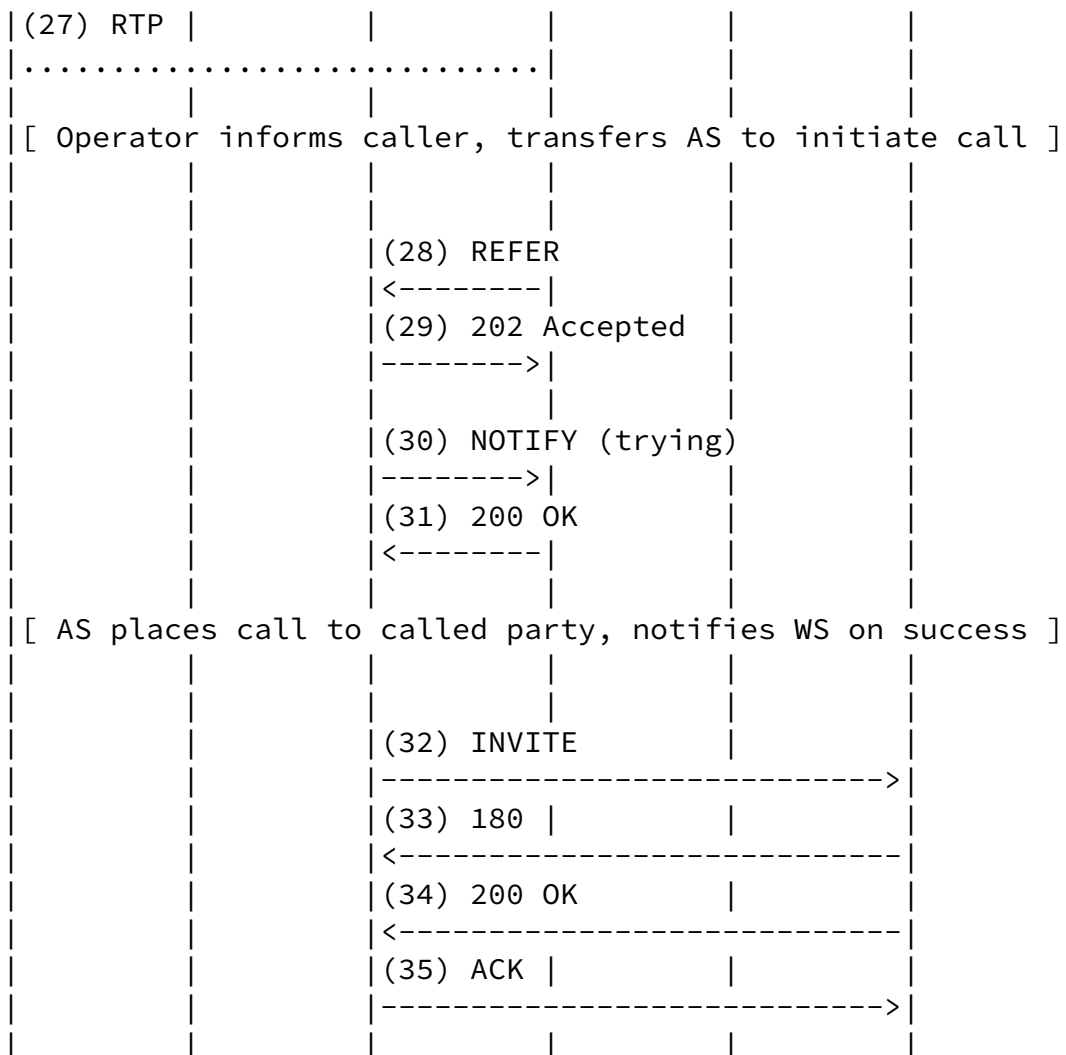 |(27) RTP |         |         |         |         |
|.............................|         |         |
|         |         |         |         |         |
|[ Operator informs caller, transfers AS to initiate call ]
|         |         |         |         |         |
|         |         |         |         |         |
|         |         |(28) REFER         |         |
|         |         |<--------|         |         |
|         |         |(29) 202 Accepted  |         |
|         |         |-------->|         |         |
|         |         |         |         |         |
|         |         |(30) NOTIFY (trying)         |
|         |         |-------->|         |         |
|         |         |(31) 200 OK        |         |
|         |         |<--------|         |         |
|         |         |         |         |         |
|[ AS places call to called party, notifies WS on success ]
|         |         |         |         |         |
|         |         |         |         |         |
|         |         |(32) INVITE        |         |
|         |         |---------------------------->|
|         |         |(33) 180 |         |         |
|         |         |<----------------------------|
|         |         |(34) 200 OK        |         |
|         |         |<----------------------------|
|         |         |(35) ACK |         |         |
|         |         |---------------------------->|
|         |         |         |         |         |